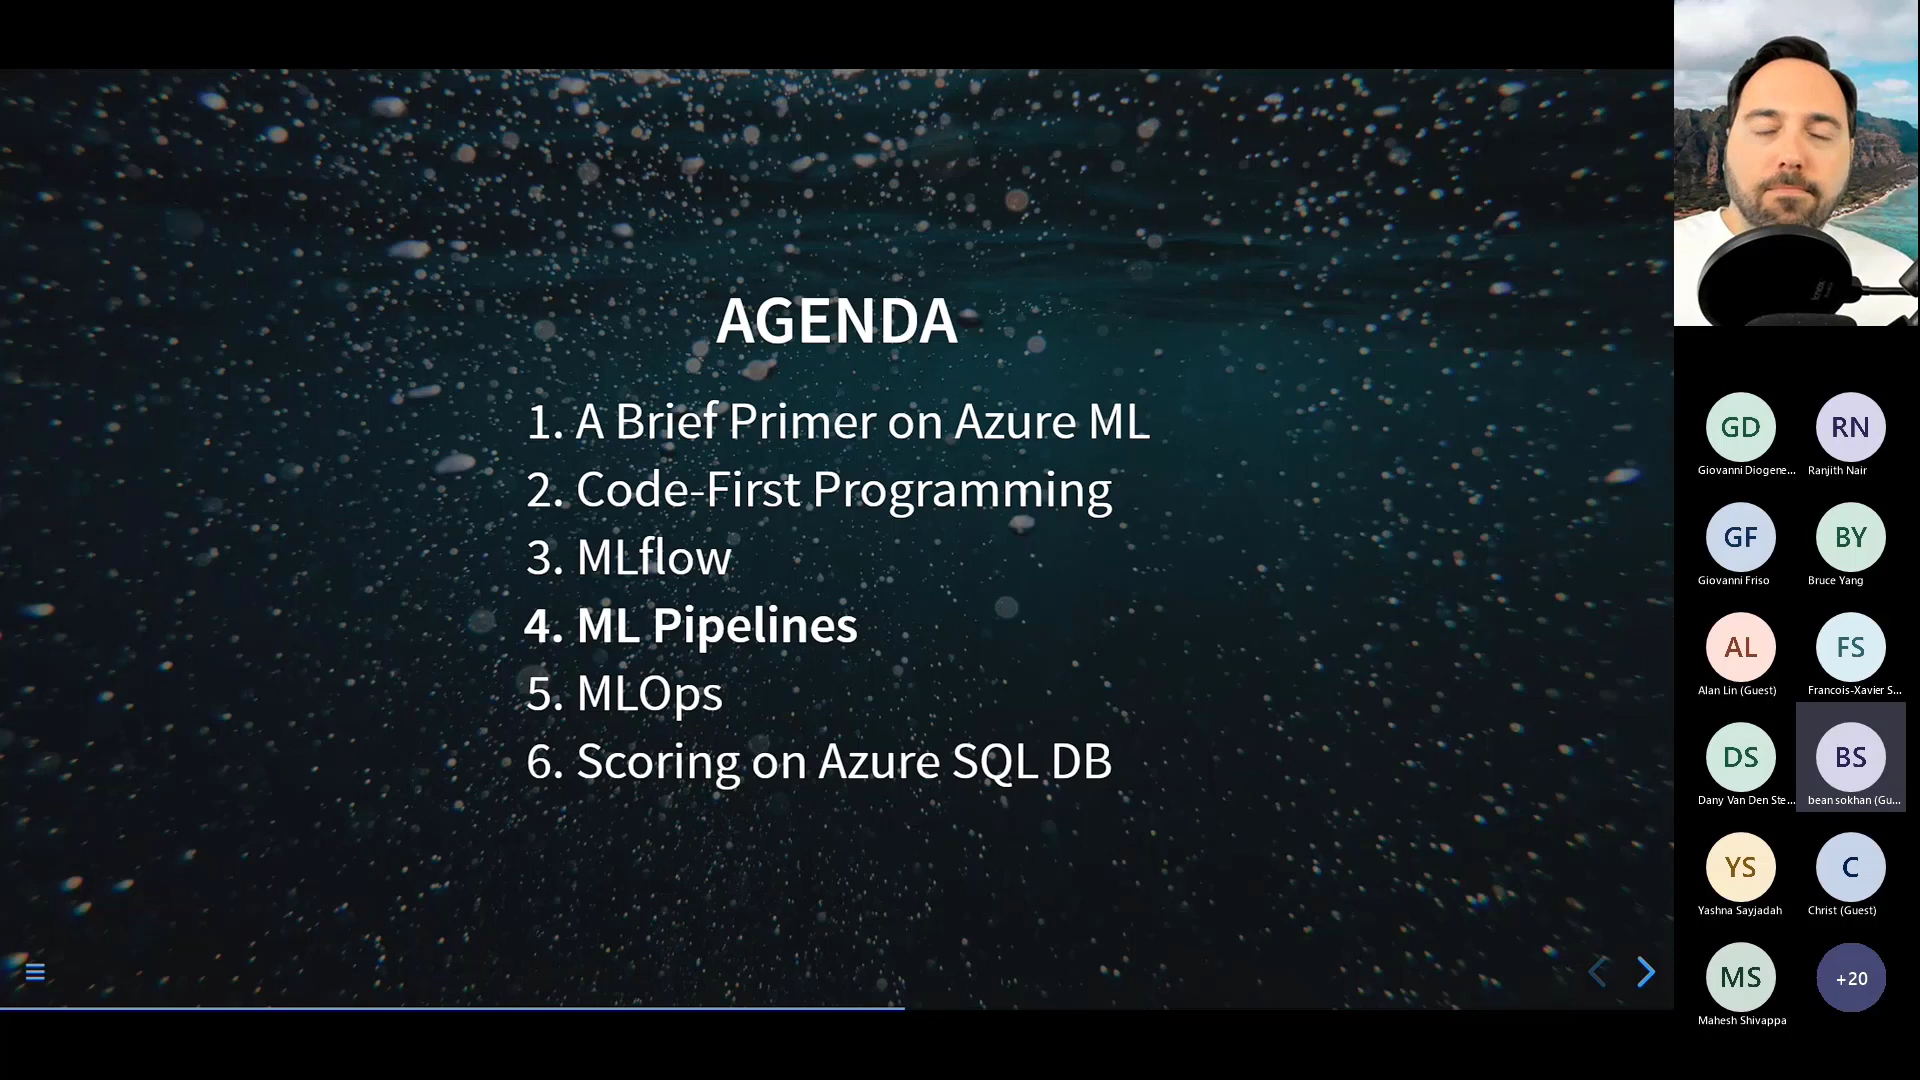 AGENDA
1. A Brief Primer on Azure ML
2. Code-First Programming
3. MLflow
4. ML Pipelines
5. MLOps
6. Scoring on Azure SQL DB
GD
Giovanni Diogene...
RN
Ranjith Nair
GF
Giovanni Friso
BY
Bruce Yang
AL
Alan Lin (Guest)
FS
Francois-Xavier S...
DS
Dany Van Den Ste...
BS
bean sokhan (Gu...
YS
Yashna Sayjadah
C
Christ (Guest)
MS
Mahesh Shivappa
+20